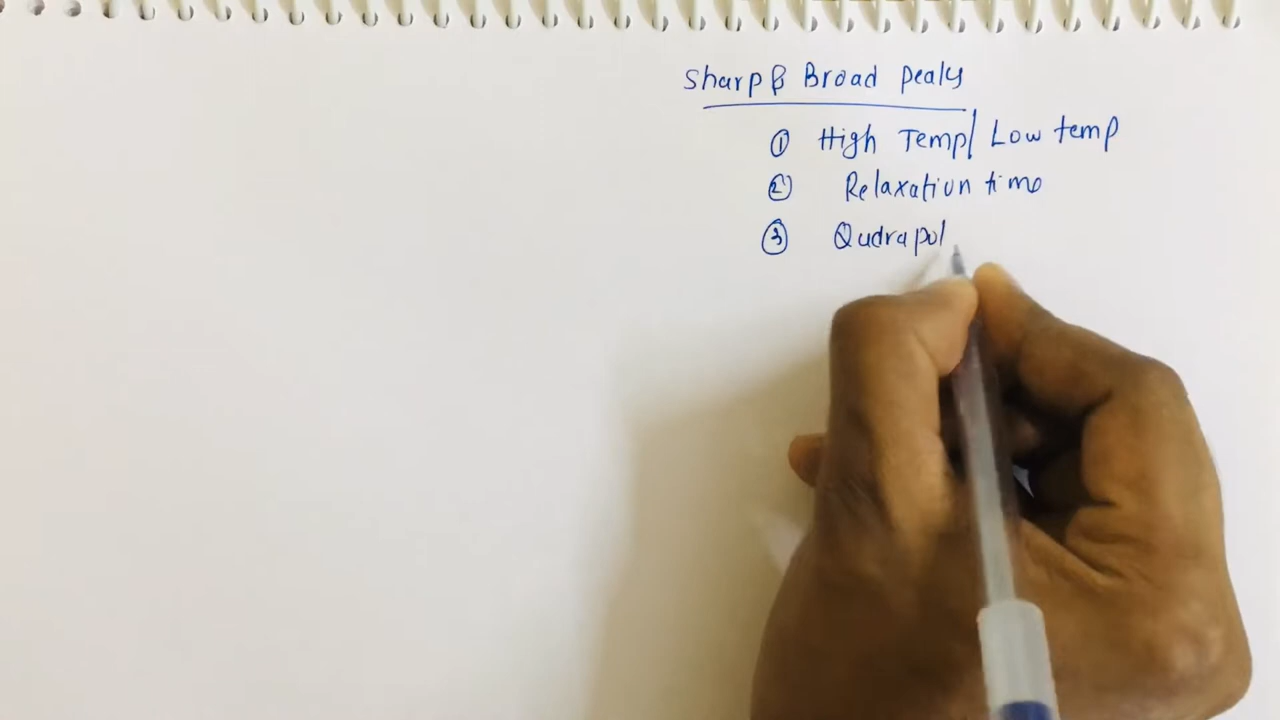 Sharp & Broad Peaks
① High Temp/ Low temp
② Relaxation time
③ Qudrapol